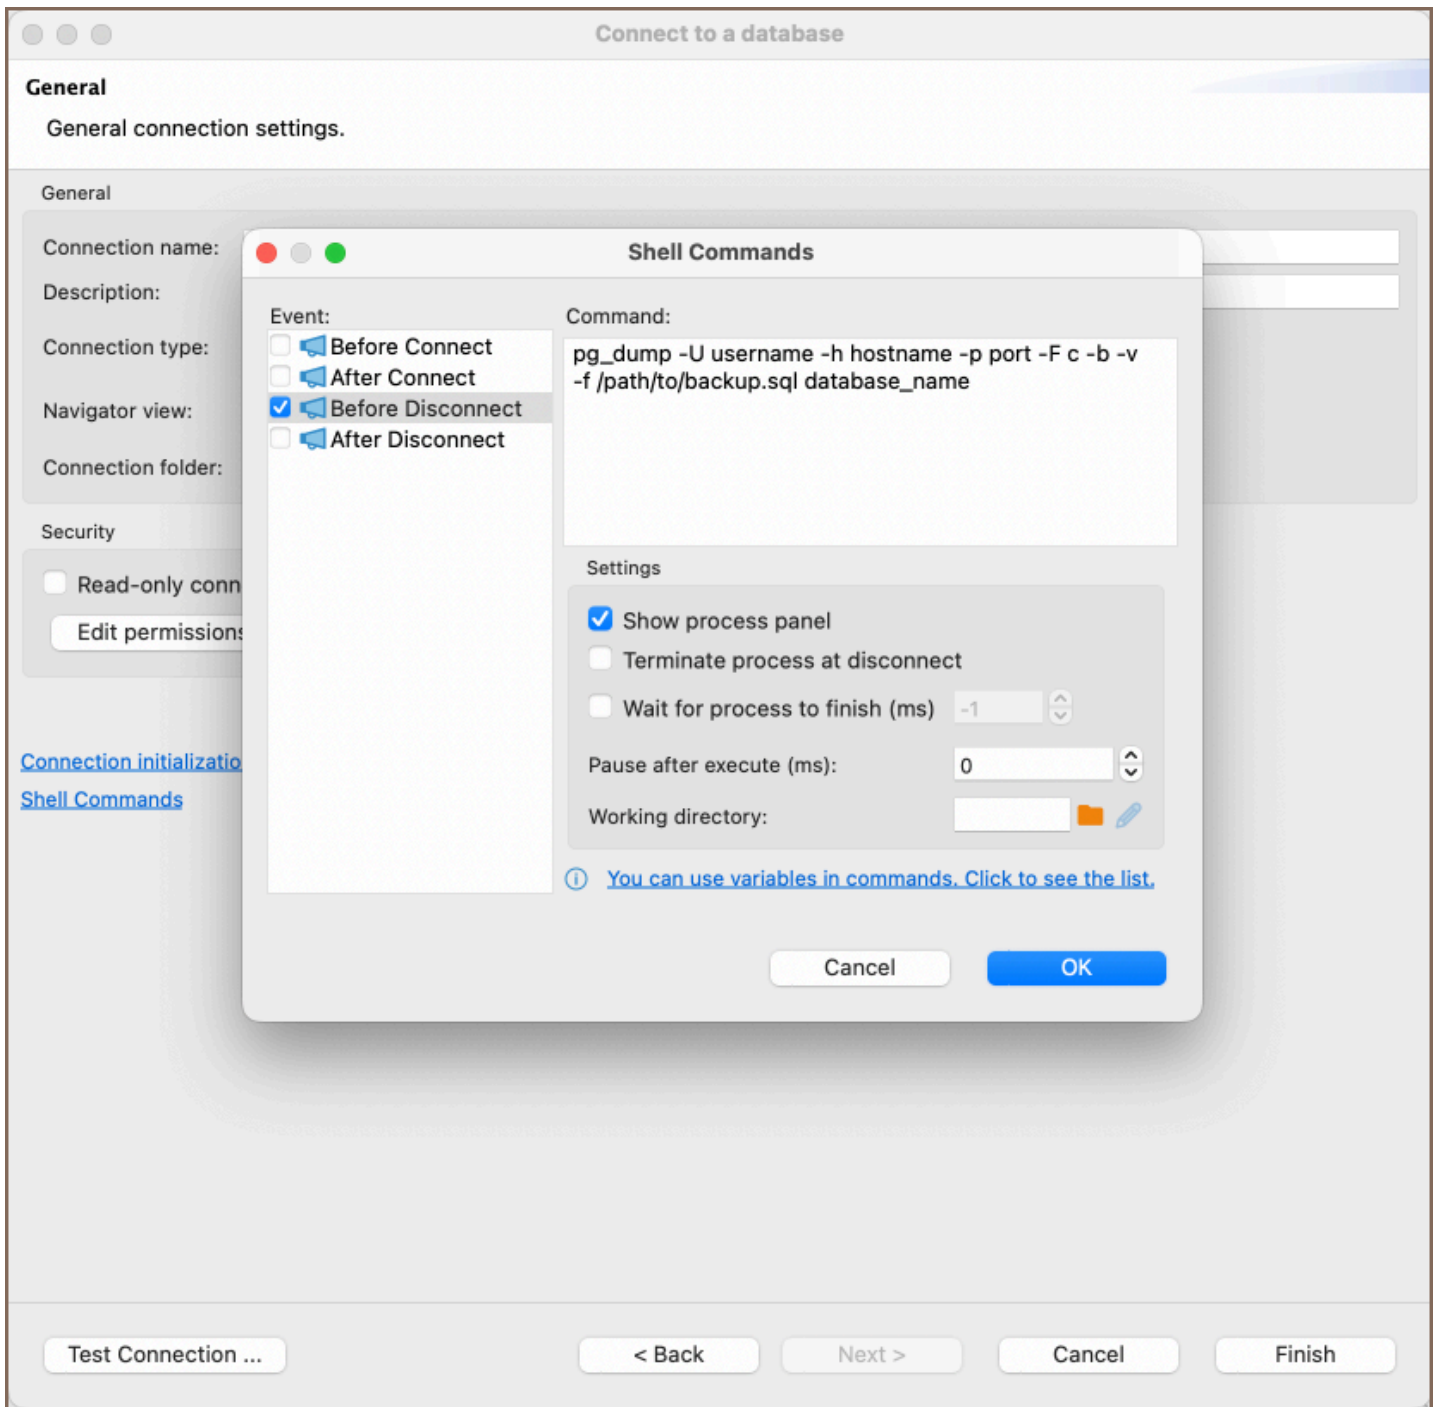 Connect to a database
General
General connection settings.
General
Connection name:
Description:
Connection type:
Navigator view:
Connection folder:
Security
Read-only conn
Edit permissions
Connection initializatio
Shell Commands
Shell Commands
Event:
Before Connect
After Connect
Before Disconnect
After Disconnect
Command:
pg_dump -U username -h hostname -p port -F c -b -v
-f /path/to/backup.sql database_name
Settings
Show process panel
Terminate process at disconnect
Wait for process to finish (ms) -1
Pause after execute (ms): 0
Working directory:
You can use variables in commands. Click to see the list.
Cancel OK
Test Connection ... < Back Next > Cancel Finish